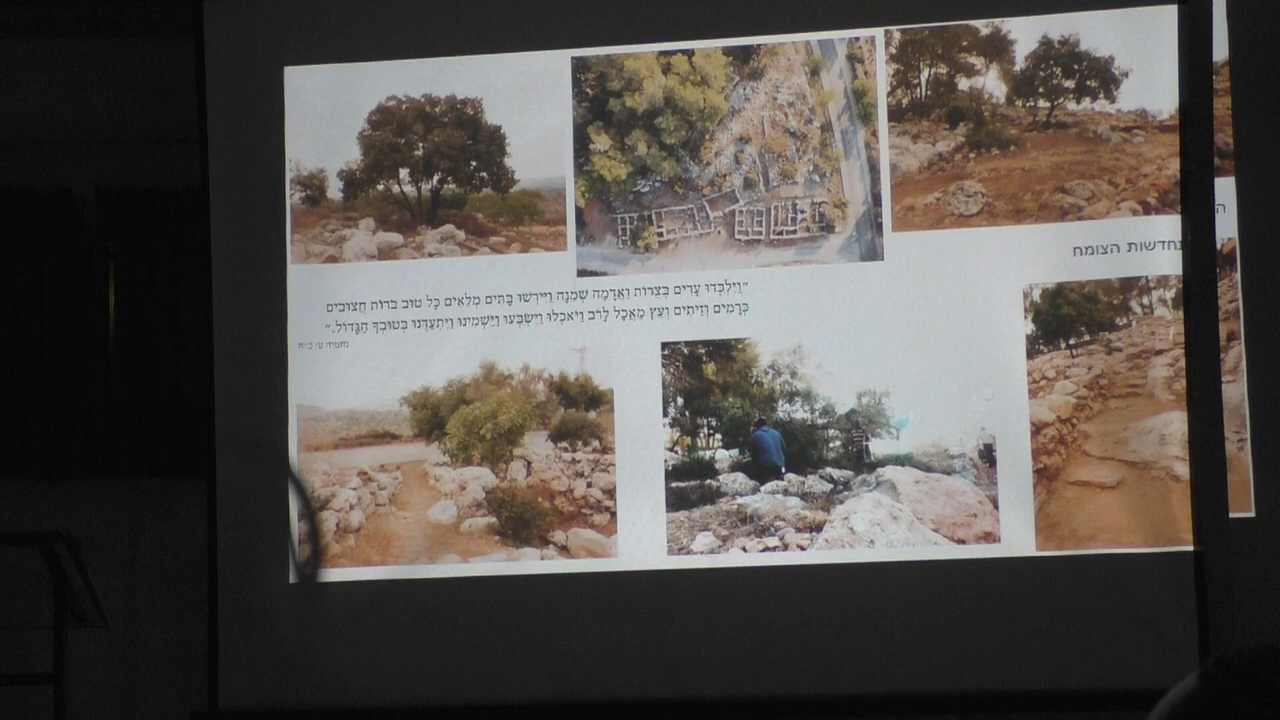 תחדשות הצומח
"וַיִּלְכְּדוּ עָרִים בְּצֻרוֹת וַאֲדָמָה שְׁמֵנָה וַיִּירְשׁוּ בָּתִּים מְלֵאִים כָּל טוּב בֹּרוֹת חֲצוּבִים
כְּרָמִים וְזֵיתִים וְעֵץ מַאֲכָל לָרֹב וַיֹּאכְלוּ וַיִּשְׂבְּעוּ וַיַּשְׁמִינוּ וַיִּתְעַדְּנוּ בְּטוּבְךָ הַגָּדוֹל."
נחמיה ט׳ כ״ה